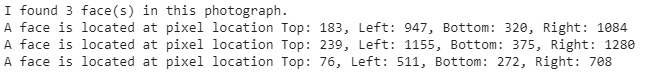 I found 3 face(s) in this photograph.
A face is located at pixel location Top: 183, Left: 947, Bottom: 320, Right: 1084
A face is located at pixel location Top: 239, Left: 1155, Bottom: 375, Right: 1280
A face is located at pixel location Top: 76, Left: 511, Bottom: 272, Right: 708